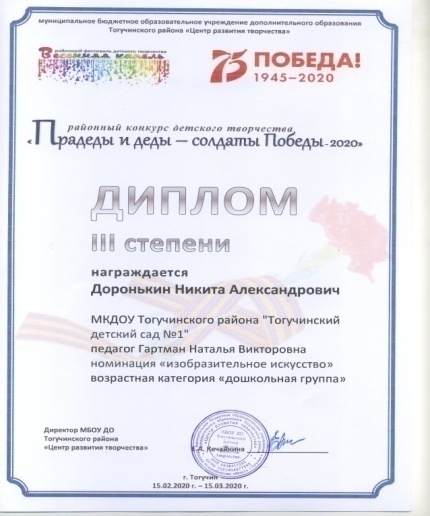 муниципальное бюджетное образовательное учреждение дополнительного образования
Тогучинского района «Центр развития творчества»
районный фестиваль детского творчества
Весенняя капель
75 ПОБЕДА!
1945–2020
районный конкурс детского творчества
«Прадеды и деды – солдаты Победы-2020»
ДИПЛОМ
III степени
награждается
Доронькин Никита Александрович
МКДОУ Тогучинского района "Тогучинский
детский сад №1"
педагог Гартман Наталья Викторовна
номинация «изобразительное искусство»
возрастная категория «дошкольная группа»
Директор МБОУ ДО
Тогучинского района
«Центр развития творчества»
г. Тогучин
15.02.2020 г. – 15.03.2020 г.